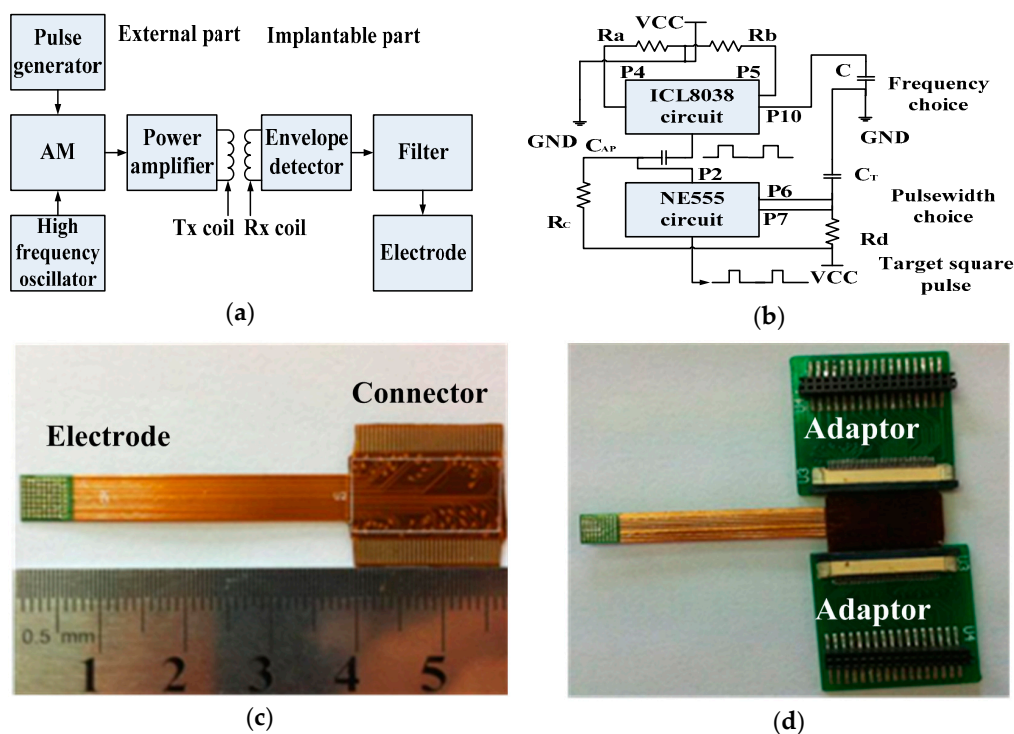 Pulse
generator
External part
Implantable part
AM
Power
amplifier
Envelope
detector
Filter
High
frequency
oscillator
Tx coil
Rx coil
Electrode
(a)
VCC
Ra
Rb
P4
P5
ICL8038
circuit
P10
C
Frequency
choice
GND
GND
CAP
P2
CT
NE555
circuit
P6
P7
Pulsewidth
choice
RC
Rd
Target square
pulse
VCC
(b)
Electrode
Connector
0.5 mm
1 2 3 4 5
(c)
Adaptor
Adaptor
(d)